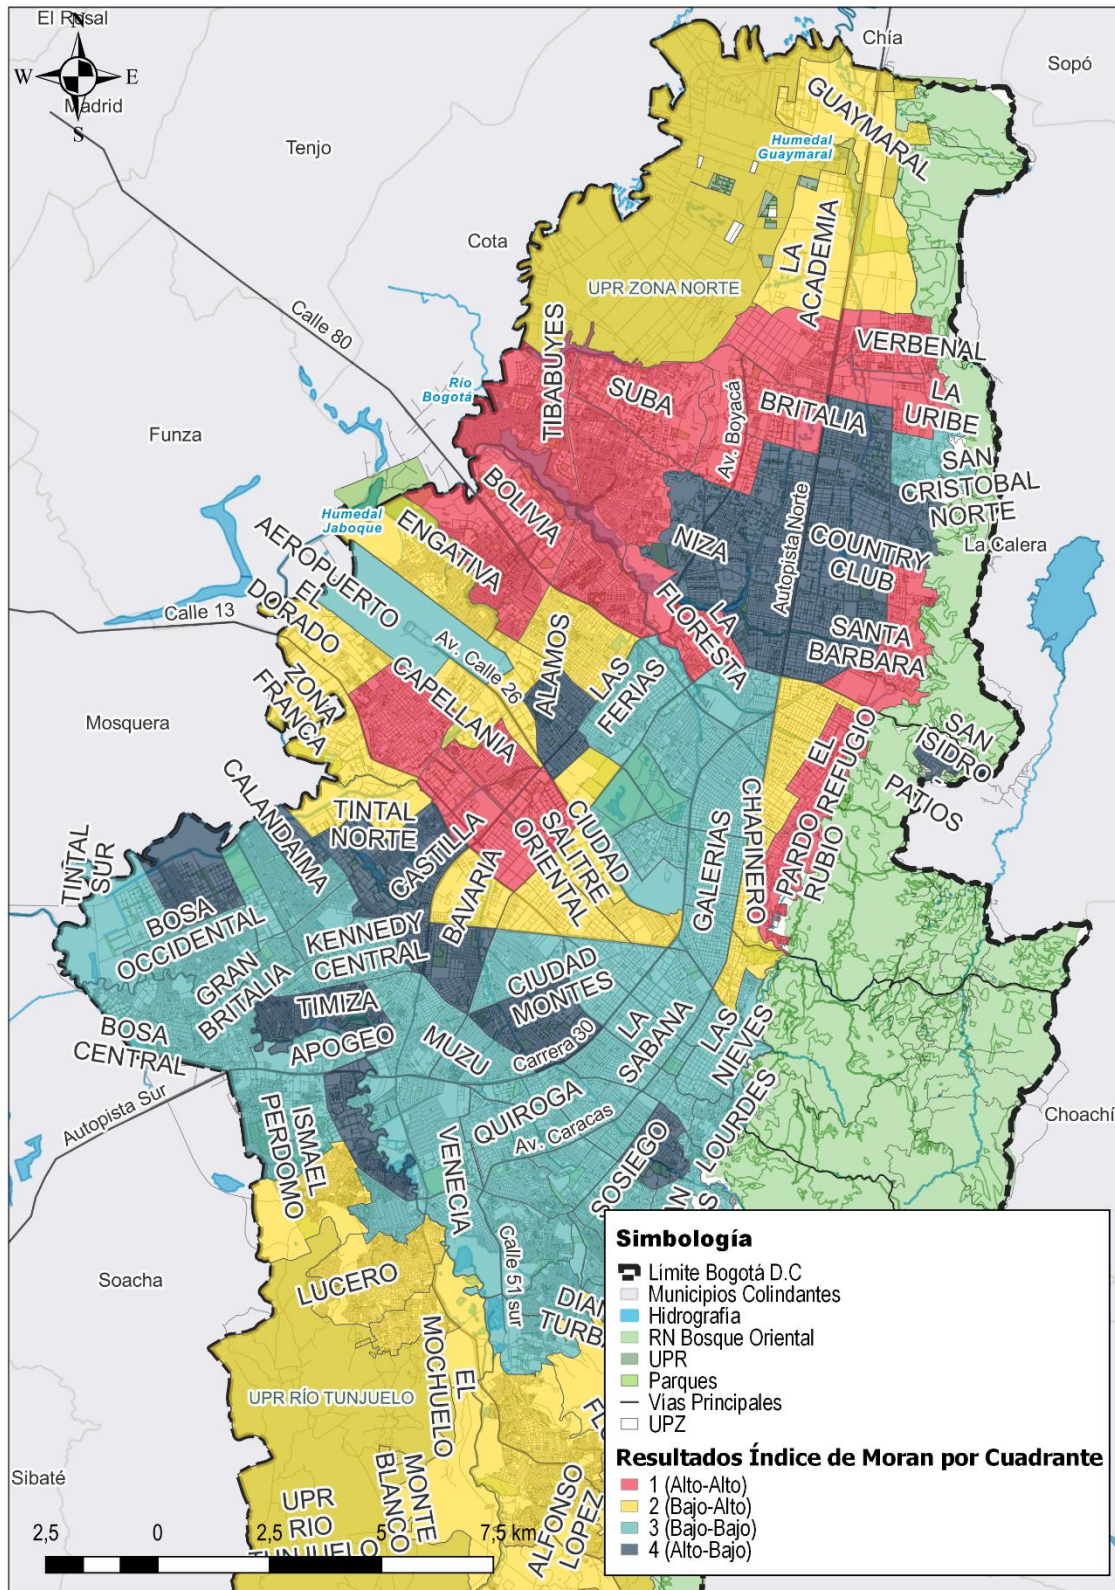 El Rosal
N
W
E
S
Madrid
Chía
Sopó
Tenjo
GUAYMARAL
Humedal
Guaymaral
Cota
LA
ACADEMIA
UPR ZONA NORTE
Calle 80
VERBENAL
TIBABUYES
SUBA
LA
URIBE
Río
Bogotá
Av. Boyacá
BRITALIA
Funza
SAN
CRISTOBAL
NORTE
BOLIVIA
Humedal
Jaboque
ENGATIVA
NIZA
Autopista Norte
COUNTRY
CLUB
La Calera
AEROPUERTO
EL
DORADO
Calle 13
Av. Calle 26
LA
FLORESTA
SANTA
BARBARA
ALAMOS
LAS
FERIAS
ZONA
FRANCA
CAPELLANIA
Mosquera
EL
REFUGIO
SAN
ISIDRO
PATIOS
CALANDAIMA
TINTAL
NORTE
CASTILLA
SALITRE
ORIENTAL
CIUDAD
CHAPINERO
PARDO
RUBIO
TINTAL
SUR
BAVARA
GALERIAS
BOSA
OCCIDENTAL
KENNEDY
CENTRAL
GRAN
BRITALIA
CIUDAD
MONTES
TIMIZA
BOSA
CENTRAL
APOGEO
MUZU
Carrera 30
LA
SABANA
LAS
NIEVES
Autopista Sur
QUIROGA
Av. Caracas
LOURDES
Choachí
ISMAEL
PERDOMO
VENECIA
SOSIEGO
Calle 51 sur
Soacha
LUCERO
EL
MOCHUELO
UPR RÍO TUNJUELO
MONTE
BLANCO
Sibaté
UPR
RIO
TUNJUELO
ALFONSO
LOPEZ
2,5
0
2,5
5
7,5 km
Simbología
Límite Bogotá D.C
Municipios Colindantes
Hidrografía
RN Bosque Oriental
UPR
Parques
Vias Principales
UPZ
Resultados Índice de Moran por Cuadrante
1 (Alto-Alto)
2 (Bajo-Alto)
3 (Bajo-Bajo)
4 (Alto-Bajo)